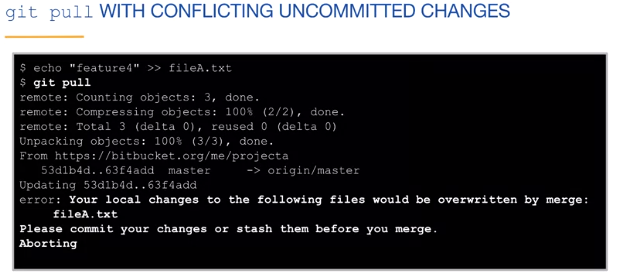 git pull WITH CONFLICTING UNCOMMITTED CHANGES
$ echo "feature4" >> fileA.txt
$ git pull
remote: Counting objects: 3, done.
remote: Compressing objects: 100% (2/2), done.
remote: Total 3 (delta 0), reused 0 (delta 0)
Unpacking objects: 100% (3/3), done.
From https://bitbucket.org/me/projecta
53d1b4d..63f4add master -> origin/master
Updating 53d1b4d..63f4add
error: Your local changes to the following files would be overwritten by merge:
fileA.txt
Please commit your changes or stash them before you merge.
Aborting